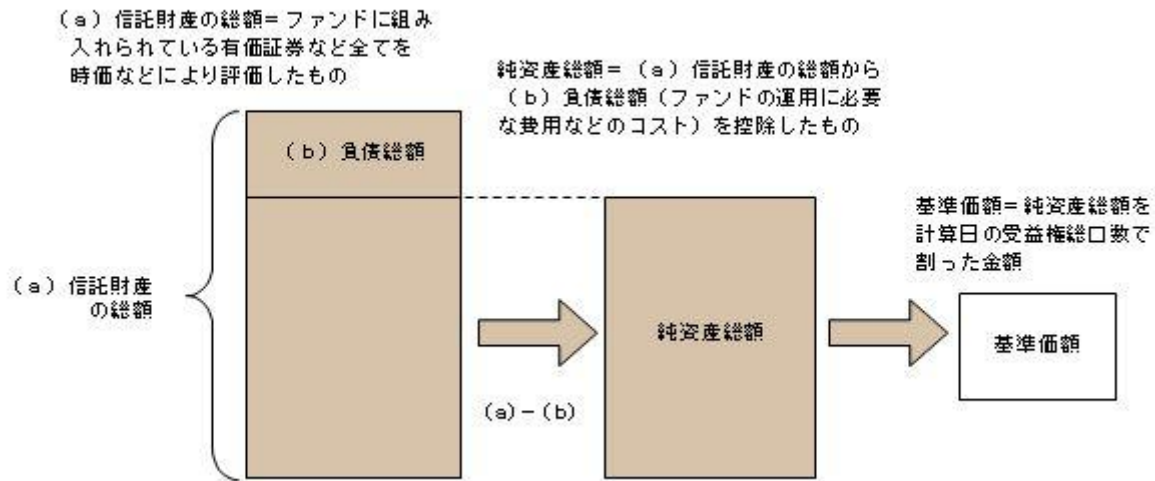 （a）信託財産の総額＝ファンドに組み
入れられている有価証券など全てを
時価などにより評価したもの
純資産総額＝（a）信託財産の総額から
（b）負債総額（ファンドの運用に必要
な費用などのコスト）を控除したもの
（b）負債総額
基準価額＝純資産総額を
計算日の受益権総口数で
割った金額
（a）信託財産
の総額
純資産総額
基準価額
（a）－（b）